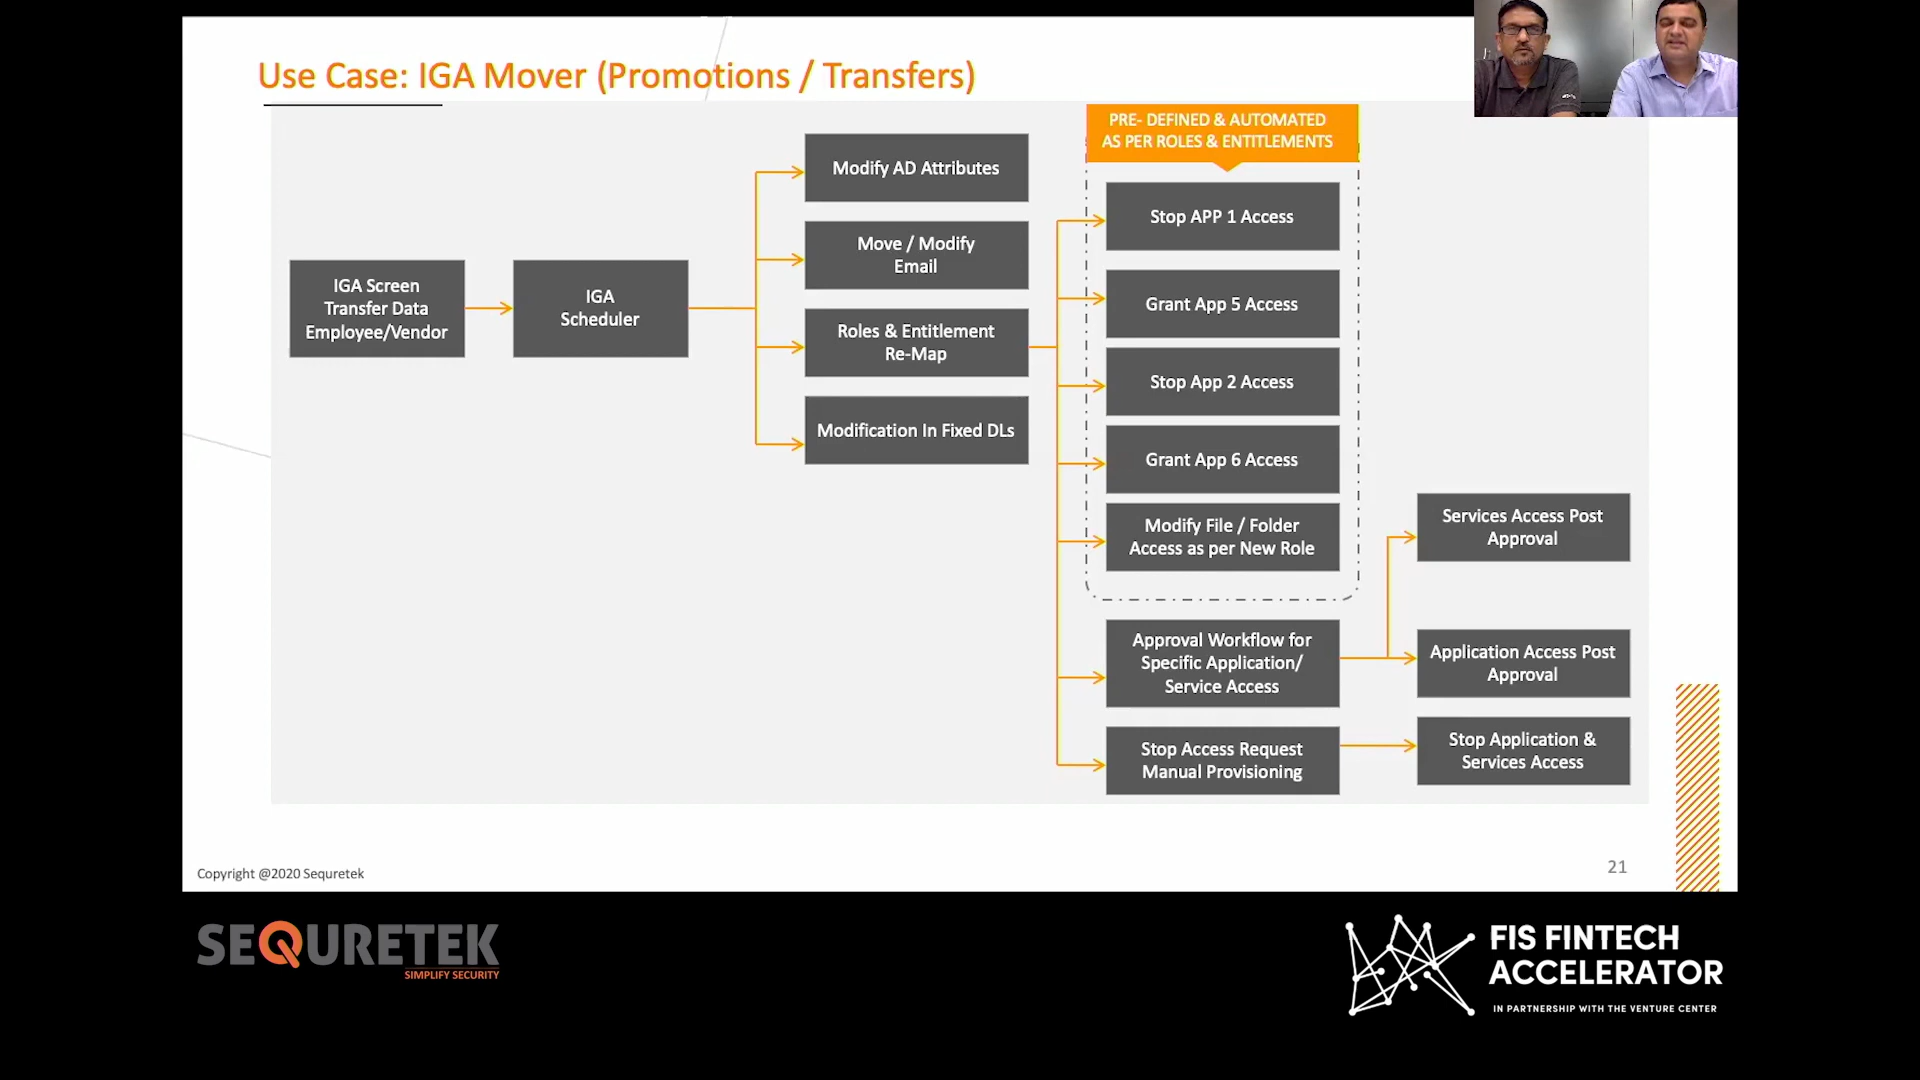 Use Case: IGA Mover (Promotions / Transfers)
PRE- DEFINED & AUTOMATED
AS PER ROLES & ENTITLEMENTS
IGA Screen
Transfer Data
Employee/Vendor
IGA
Scheduler
Modify AD Attributes
Move / Modify
Email
Roles & Entitlement
Re-Map
Modification In Fixed DLs
Stop APP 1 Access
Grant App 5 Access
Stop App 2 Access
Grant App 6 Access
Modify File / Folder
Access as per New Role
Approval Workflow for
Specific Application/
Service Access
Stop Access Request
Manual Provisioning
Services Access Post
Approval
Application Access Post
Approval
Stop Application &
Services Access
Copyright @2020 Sequretek
21
SEQURETEK
SIMPLIFY SECURITY
FIS FINTECH
ACCELERATOR
IN PARTNERSHIP WITH THE VENTURE CENTER